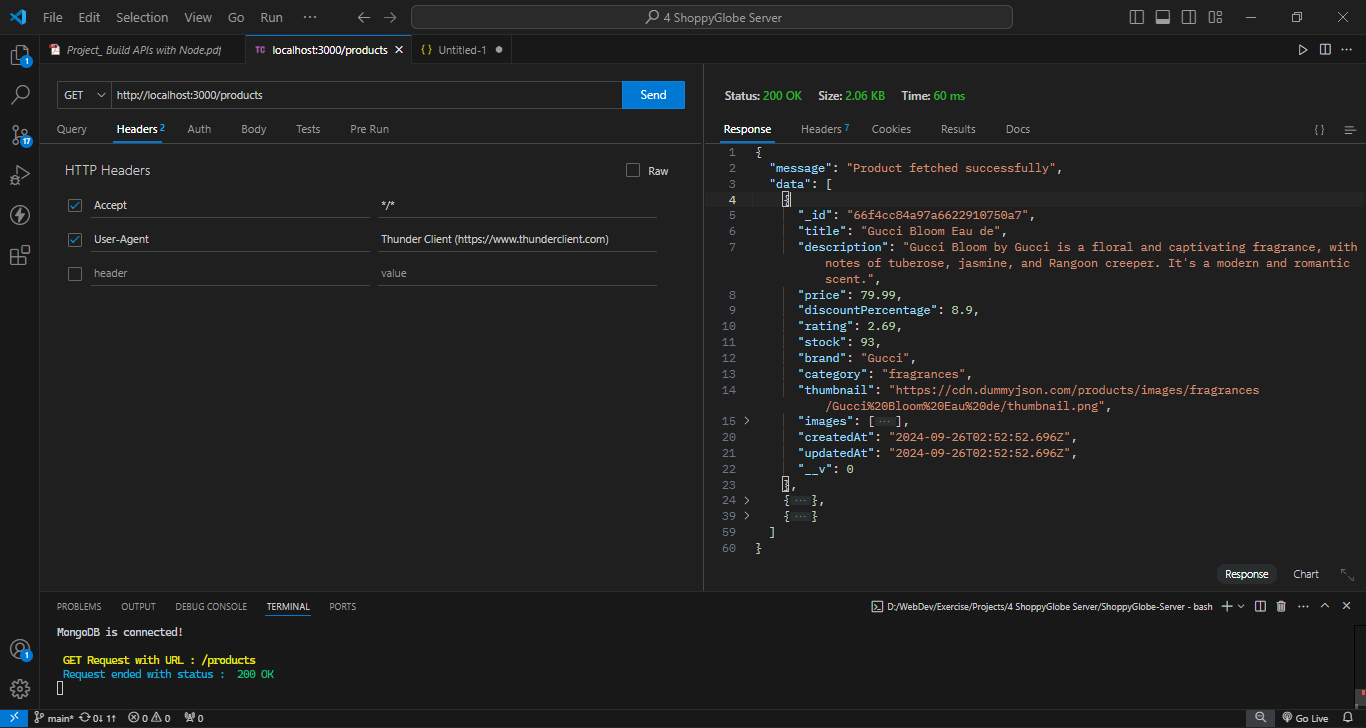 File Edit Selection View Go Run ··· 4 ShoppyGlobe Server
1
17
1
Project_ Build APIs with Node.pdf TC localhost:3000/products {} Untitled-1
GET http://localhost:3000/products Send
Query Headers 2 Auth Body Tests Pre Run
HTTP Headers Raw
Accept */*
User-Agent Thunder Client (https://www.thunderclient.com)
header value
Status: 200 OK Size: 2.06 KB Time: 60 ms
Response Headers 7 Cookies Results Docs {}
1 {
2 "message": "Product fetched successfully",
3 "data": [
4 {
5 "_id": "66f4cc84a97a6622910750a7",
6 "title": "Gucci Bloom Eau de",
7 "description": "Gucci Bloom by Gucci is a floral and captivating fragrance, with
notes of tuberose, jasmine, and Rangoon creeper. It's a modern and romantic
scent.",
8 "price": 79.99,
9 "discountPercentage": 8.9,
10 "rating": 2.69,
11 "stock": 93,
12 "brand": "Gucci",
13 "category": "fragrances",
14 "thumbnail": "https://cdn.dummyjson.com/products/images/fragrances
/Gucci%20Bloom%20Eau%20de/thumbnail.png",
15 "images": [···],
20 "createdAt": "2024-09-26T02:52:52.696Z",
21 "updatedAt": "2024-09-26T02:52:52.696Z",
22 "__v": 0
23 },
24 {···},
39 {···}
59 ]
60 }
Response Chart
PROBLEMS OUTPUT DEBUG CONSOLE TERMINAL PORTS D:/WebDev/Exercise/Projects/4 ShoppyGlobe Server/ShoppyGlobe-Server - bash
MongoDB is connected!
GET Request with URL : /products
Request ended with status : 200 OK
main* 0↓ 1↑ 0 0 0 Go Live